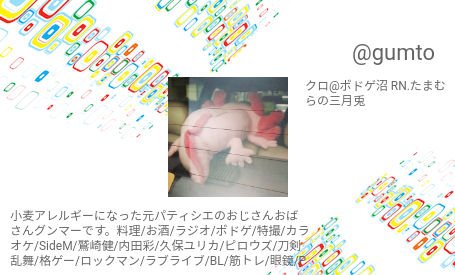 @gumto
クロ@ボドゲ沼 RN.たまむ
らの三月兎
小麦アレルギーになった元パティシエのおじさんおば
さんグンマーです。料理/お酒/ラジオ/ボドゲ/特撮/カラ
オケ/SideM/鷲崎健/内田彩/久保ユリカ/ピロウズ/刀剣
乱舞/格ゲー/ロックマン/ラブライブ/BL/筋トレ/眼鏡/